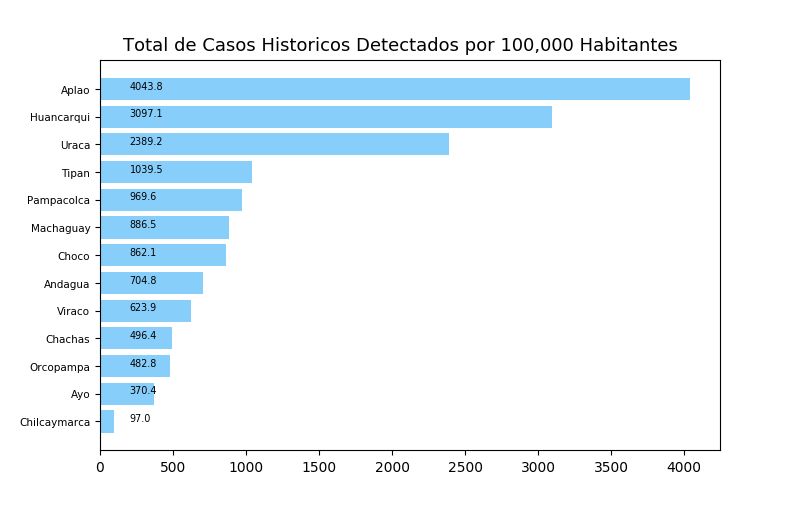 Total de Casos Historicos Detectados por 100,000 Habitantes
Aplao 4043.8
Huancarqui 3097.1
Uraca 2389.2
Tipan 1039.5
Pampacolca 969.6
Machaguay 886.5
Choco 862.1
Andagua 704.8
Viraco 623.9
Chachas 496.4
Orcopampa 482.8
Ayo 370.4
Chilcaymarca 97.0
0 500 1000 1500 2000 2500 3000 3500 4000